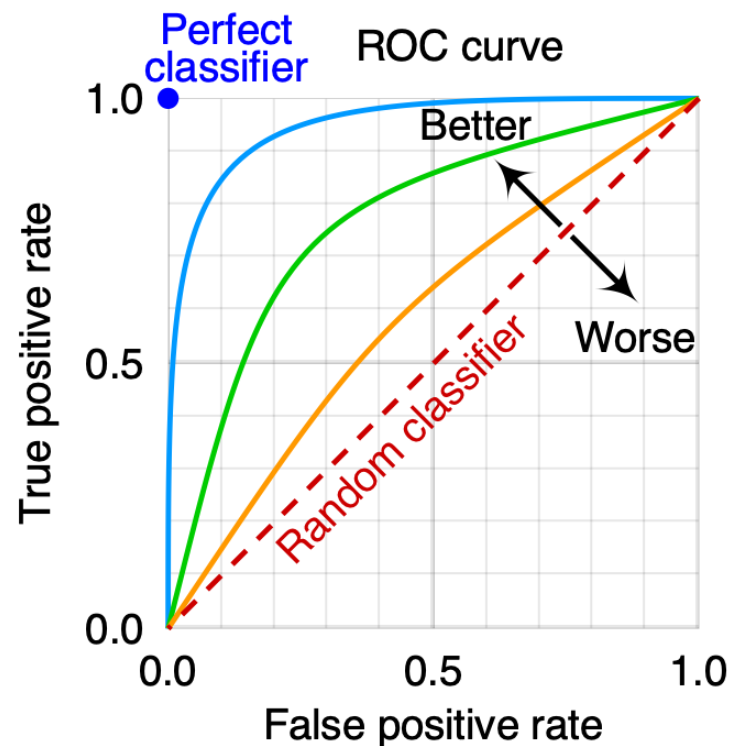 Perfect
classifier
ROC curve
1.0
Better
True positive rate
0.5
Worse
Random classifier
0.0
0.0
0.5
1.0
False positive rate